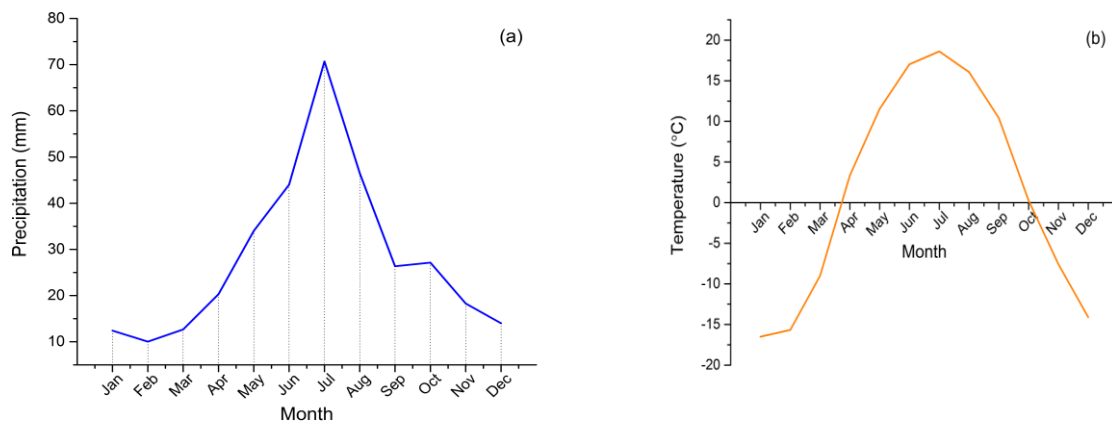 (a)
Precipitation (mm)
80
70
60
50
40
30
20
10
Jan Feb Mar Apr May Jun Jul Aug Sep Oct Nov Dec
Month
(b)
Temperature (°C)
20
15
10
5
0
-5
-10
-15
-20
Jan Feb Mar Apr May Jun Jul Aug Sep Oct Nov Dec
Month